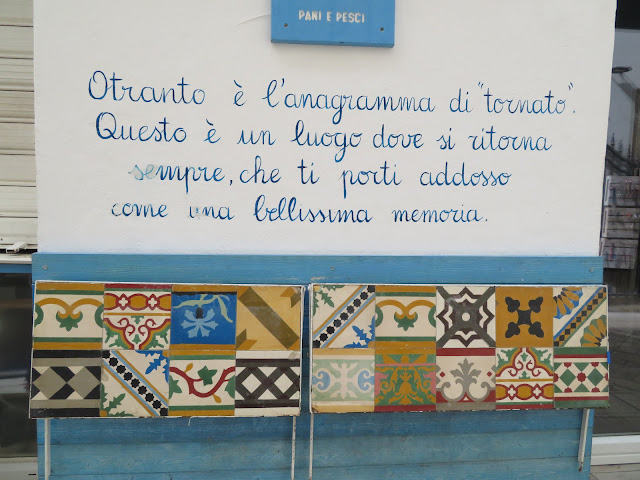 PANI E PESCI
Otranto è l'anagramma di "tornato".
Questo è un luogo dove si ritorna
sempre, che ti porti addosso
come una bellissima memoria.